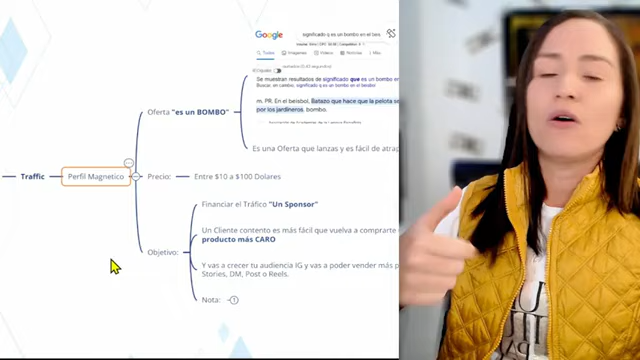 Google
significado q es un bombo en el beis
Todos Imágenes Videos Noticias Más
Se muestran resultados de significado que es un bombo en
Buscar, en cambio, significado q es un bombo en el beisbol
m. PR. En el beisbol, Batazo que hace que la pelota se
por los jardineros. bombo.
Oferta "es un BOMBO"
Es una Oferta que lanzas y es fácil de atrap
Traffic
Perfil Magnetico
Precio:
Entre $10 a $100 Dolares
Financiar el Tráfico "Un Sponsor"
Un Cliente contento es más fácil que vuelva a comprarte
producto más CARO
Objetivo:
Y vas a crecer tu audiencia IG y vas a poder vender más p
Stories, DM, Post o Reels.
Nota:
1